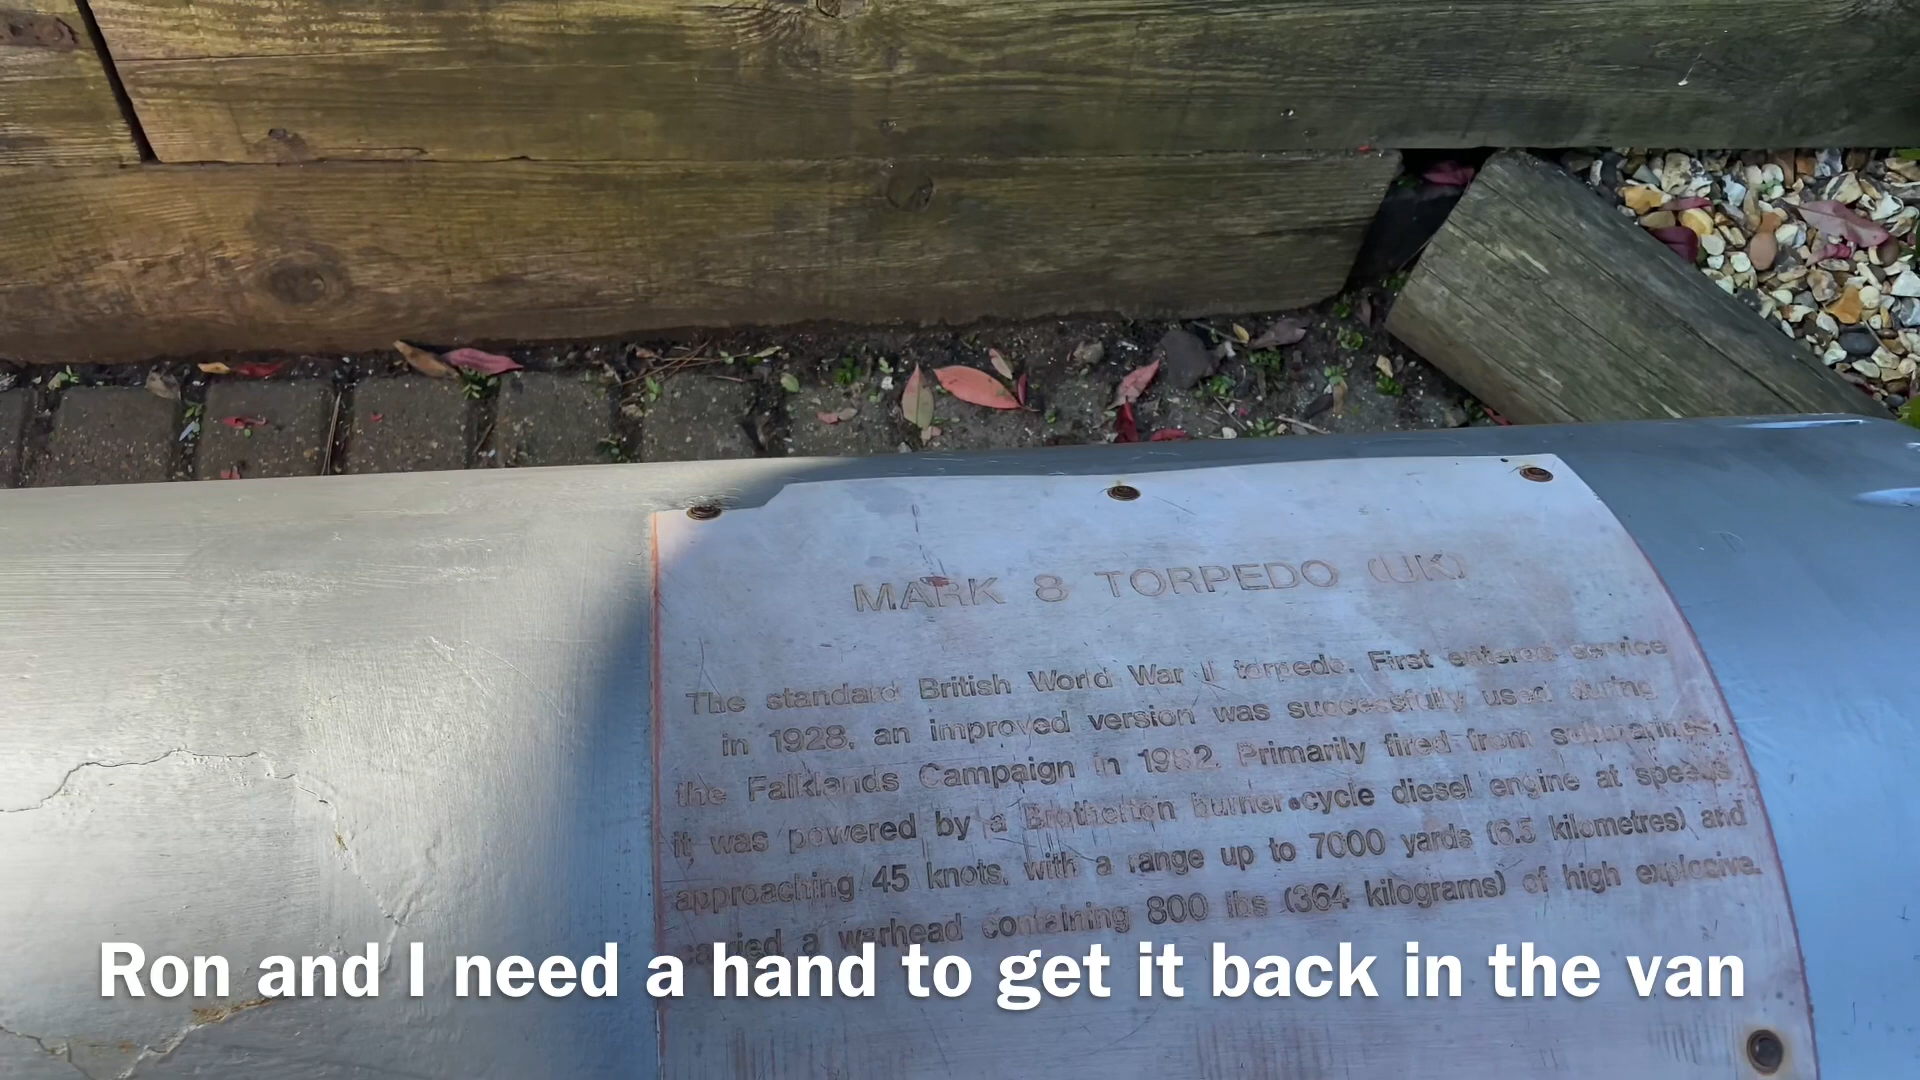 MARK 8 TORPEDO (UK)
The standard British World War II torpedo. First entered service
in 1928, an improved version was successfully used during
the Falklands Campaign in 1982. Primarily fired from submarines,
it was powered by a Brotherton burner-cycle diesel engine at speeds
approaching 45 knots, with a range up to 7000 yards (6.5 kilometres) and
carried a warhead containing 800 lbs (364 kilograms) of high explosive.
Ron and I need a hand to get it back in the van